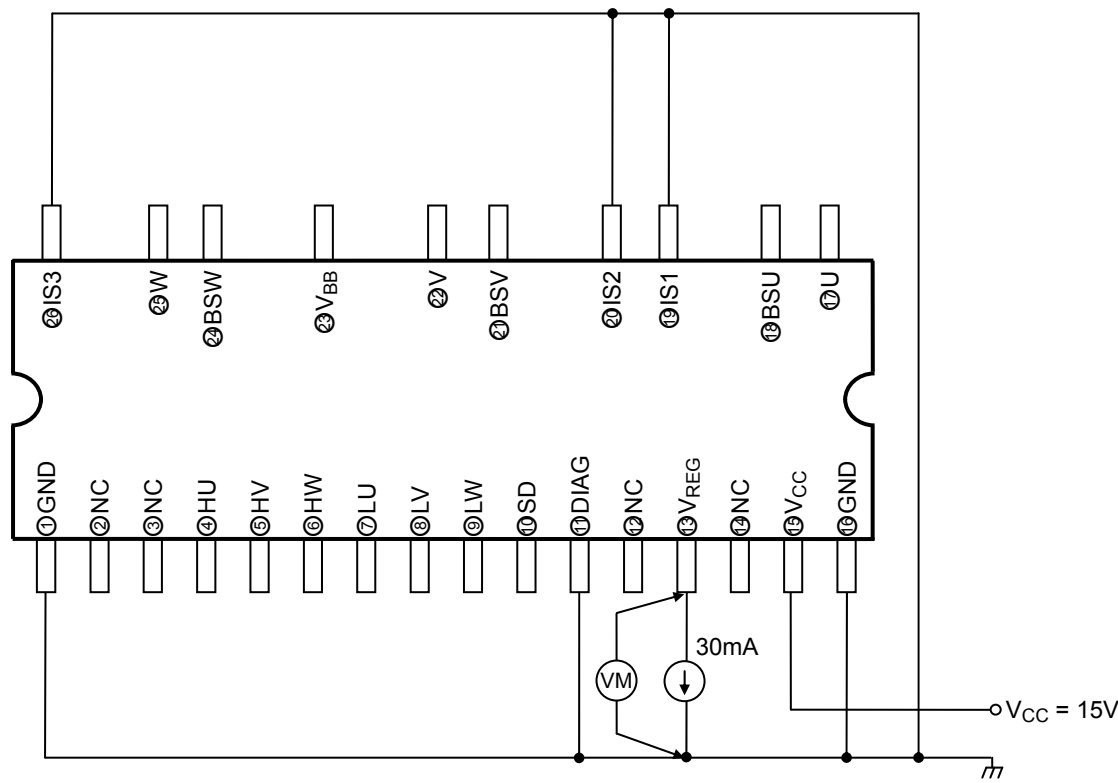 ㉖IS3
㉕W
㉔BSW
㉓VBB
㉒V
㉑BSV
⑳IS2
⑲IS1
⑱BSU
⑰U
①GND
②NC
③NC
④HU
⑤HV
⑥HW
⑦LU
⑧LV
⑨LW
⑩SD
⑪DIAG
⑫NC
⑬VREG
⑭NC
⑮VCC
⑯GND
30mA
VM
VCC = 15V